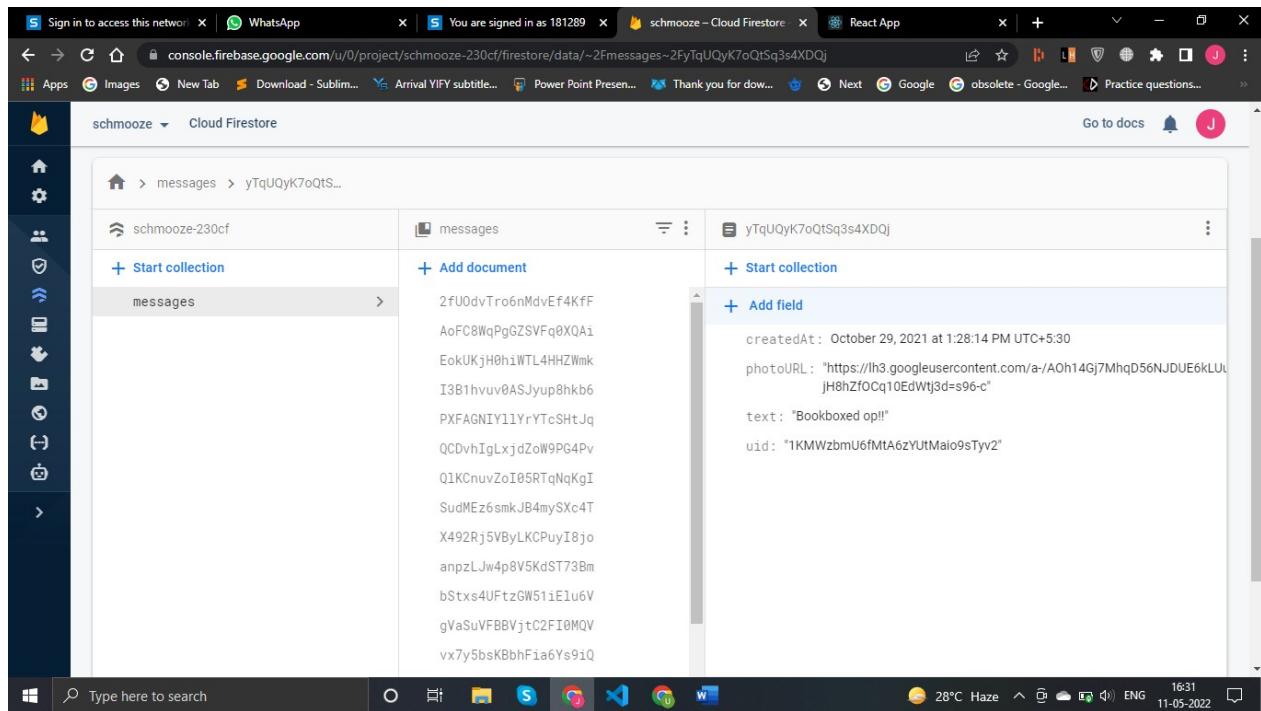 Sign in to access this networ
WhatsApp
You are signed in as 181289
schmooze – Cloud Firestore -
React App
console.firebase.google.com/u/0/project/schmooze-230cf/firestore/data/~2Fmessages~2FyTqUQyK7oQtSq3s4XDQj
Apps
Images
New Tab
Download - Sublim...
Arrival YIFY subtitle...
Power Point Presen...
Thank you for dow...
Next
Google
obsolete - Google...
Practice questions...
schmooze
Cloud Firestore
Go to docs
J
messages
yTqUQyK7oQtS...
schmooze-230cf
messages
yTqUQyK7oQtSq3s4XDQj
+ Start collection
+ Add document
+ Start collection
messages
2fUOdvTro6nMdvEf4KfF
AoFC8WqPgGZSVFq0XQAi
EokUKjH0hiWTL4HHZWmk
I3B1hvuv0ASJyup8hkb6
PXFAGNIYllYrYTcSHtJq
QCDvhIgLxjdZoW9PG4Pv
QlKCnuvZoI05RTqNqKgI
SudMEz6smkJB4mySXc4T
X492Rj5VByLKCPuyI8jo
anpzLJw4p8V5KdST73Bm
bStxs4UFtzGW51iElu6V
gVaSuVFBBVjtC2FI0MQV
vx7y5bsKBbhFia6Ys9iQ
+ Add field
createdAt: October 29, 2021 at 1:28:14 PM UTC+5:30
photoURL: "https://lh3.googleusercontent.com/a-/AOh14Gj7MhqD56NJDUE6kLUu
jH8hZfOCq10EdWtj3d=s96-c"
text: "Bookboxed op!!"
uid: "1KMWzbmU6fMtA6zYUtMaio9sTyv2"
Type here to search
28°C Haze
ENG
16:31
11-05-2022